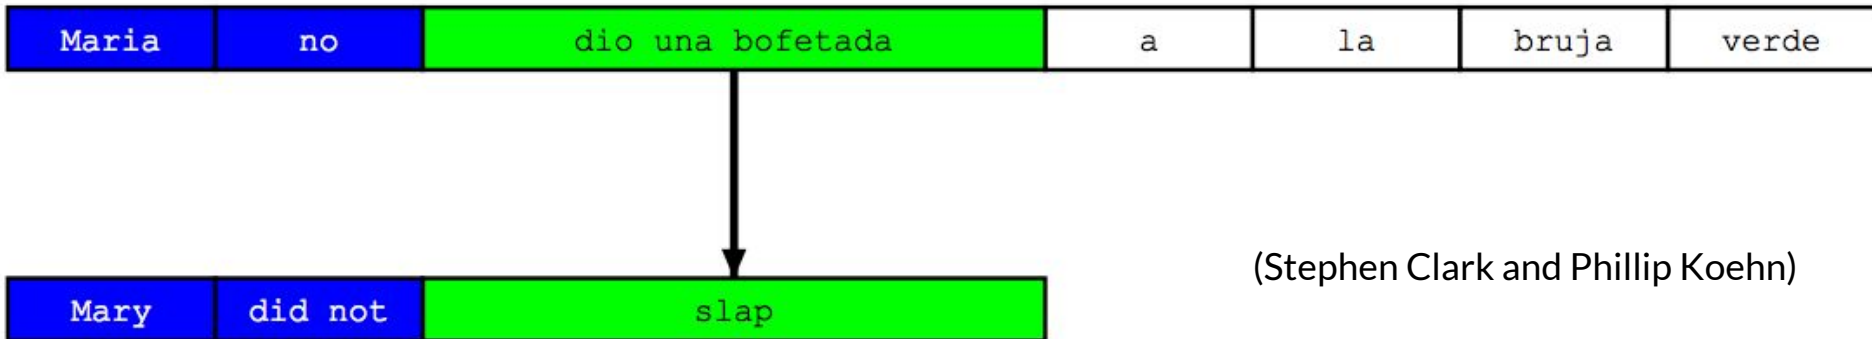 Maria no dio una bofetada a la bruja verde
(Stephen Clark and Phillip Koehn)
Mary did not slap